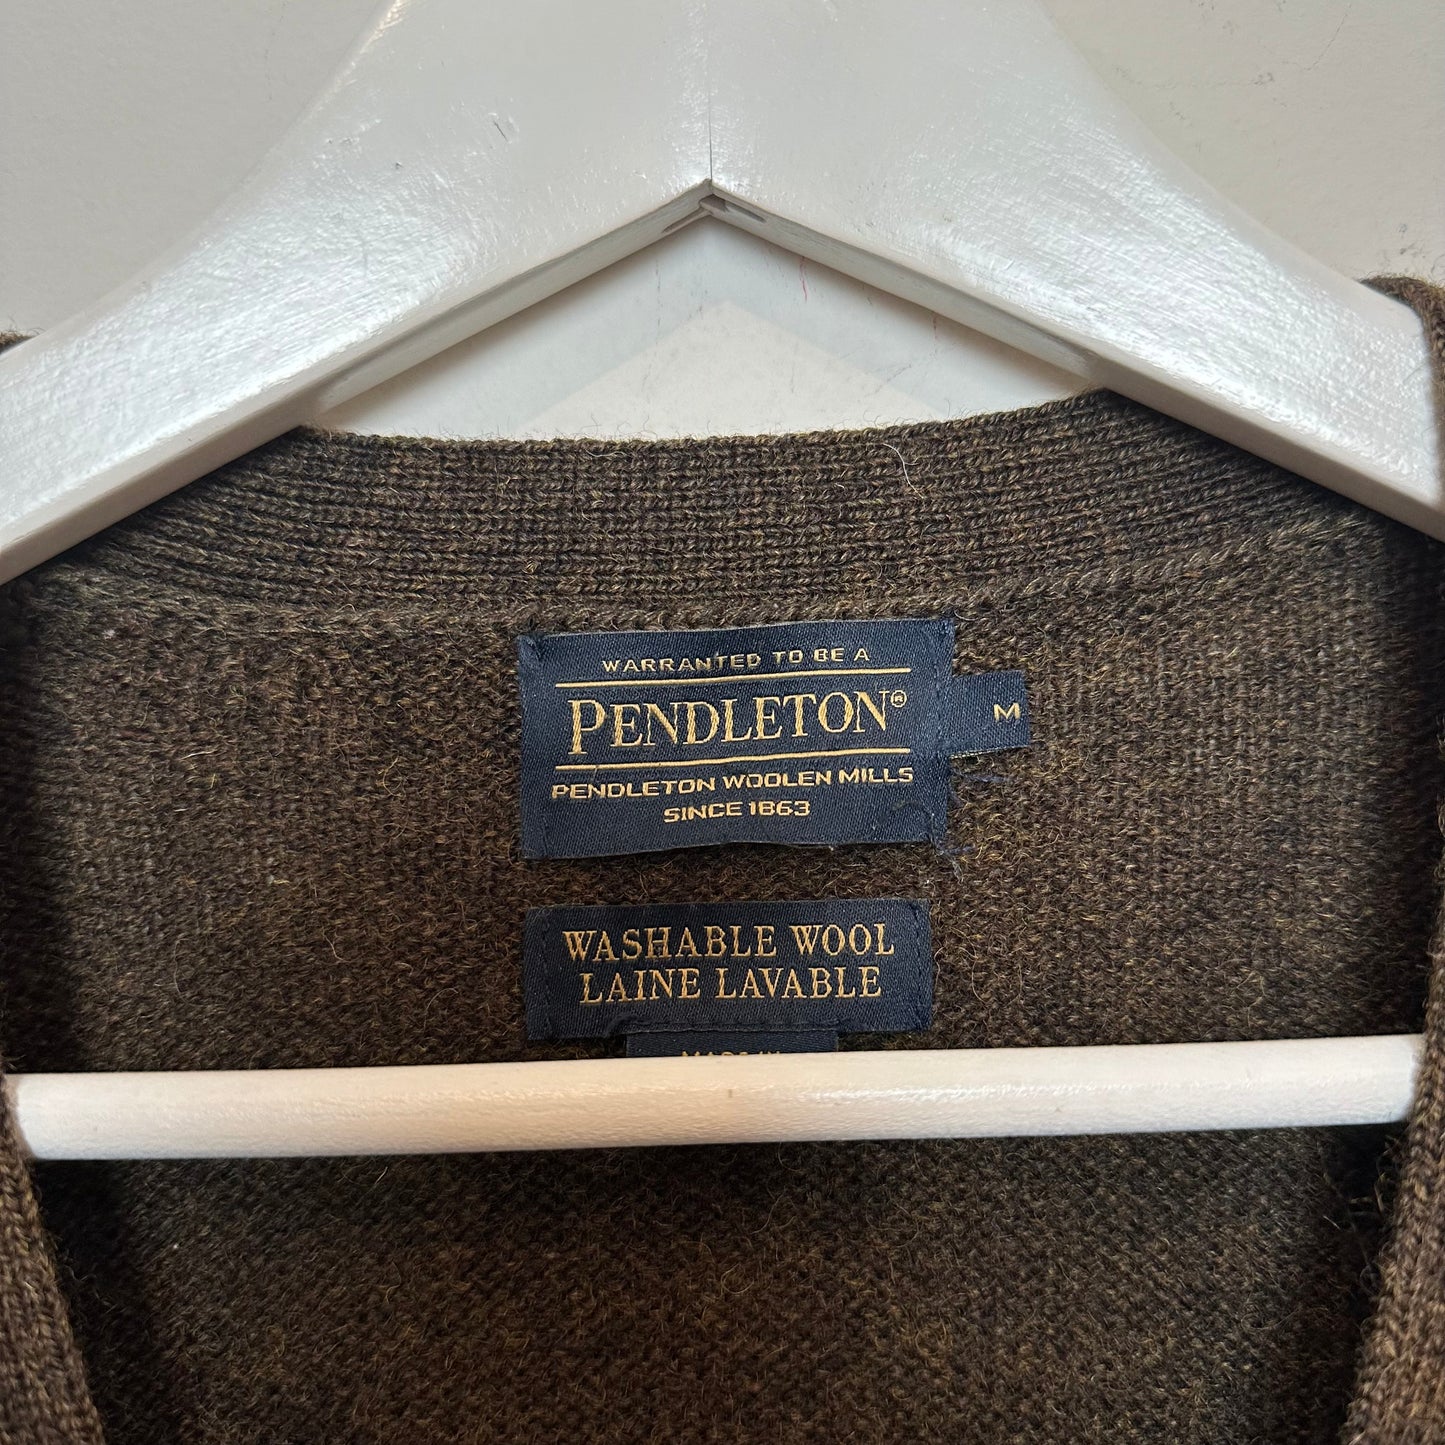 WARRANTED TO BE A
PENDLETON®
M
PENDLETON WOOLEN MILLS
SINCE 1863
WASHABLE WOOL
LAINE LAVABLE